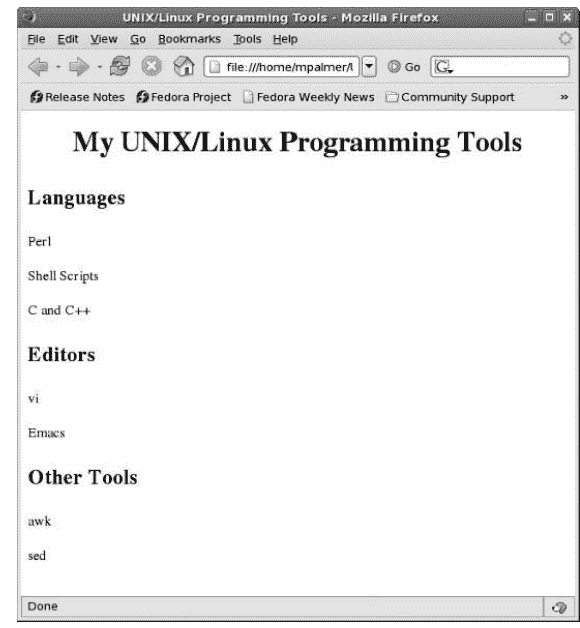 UNIX/Linux Programming Tools - Mozilla Firefox
File Edit View Go Bookmarks Tools Help
file:///home/mpalmer/l Go G
Release Notes Fedora Project Fedora Weekly News Community Support »
My UNIX/Linux Programming Tools
Languages
Perl
Shell Scripts
C and C++
Editors
vi
Emacs
Other Tools
awk
sed
Done